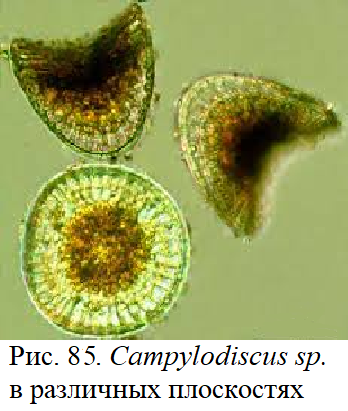 Рис. 85. Campylodiscus sp.
в различных плоскостях